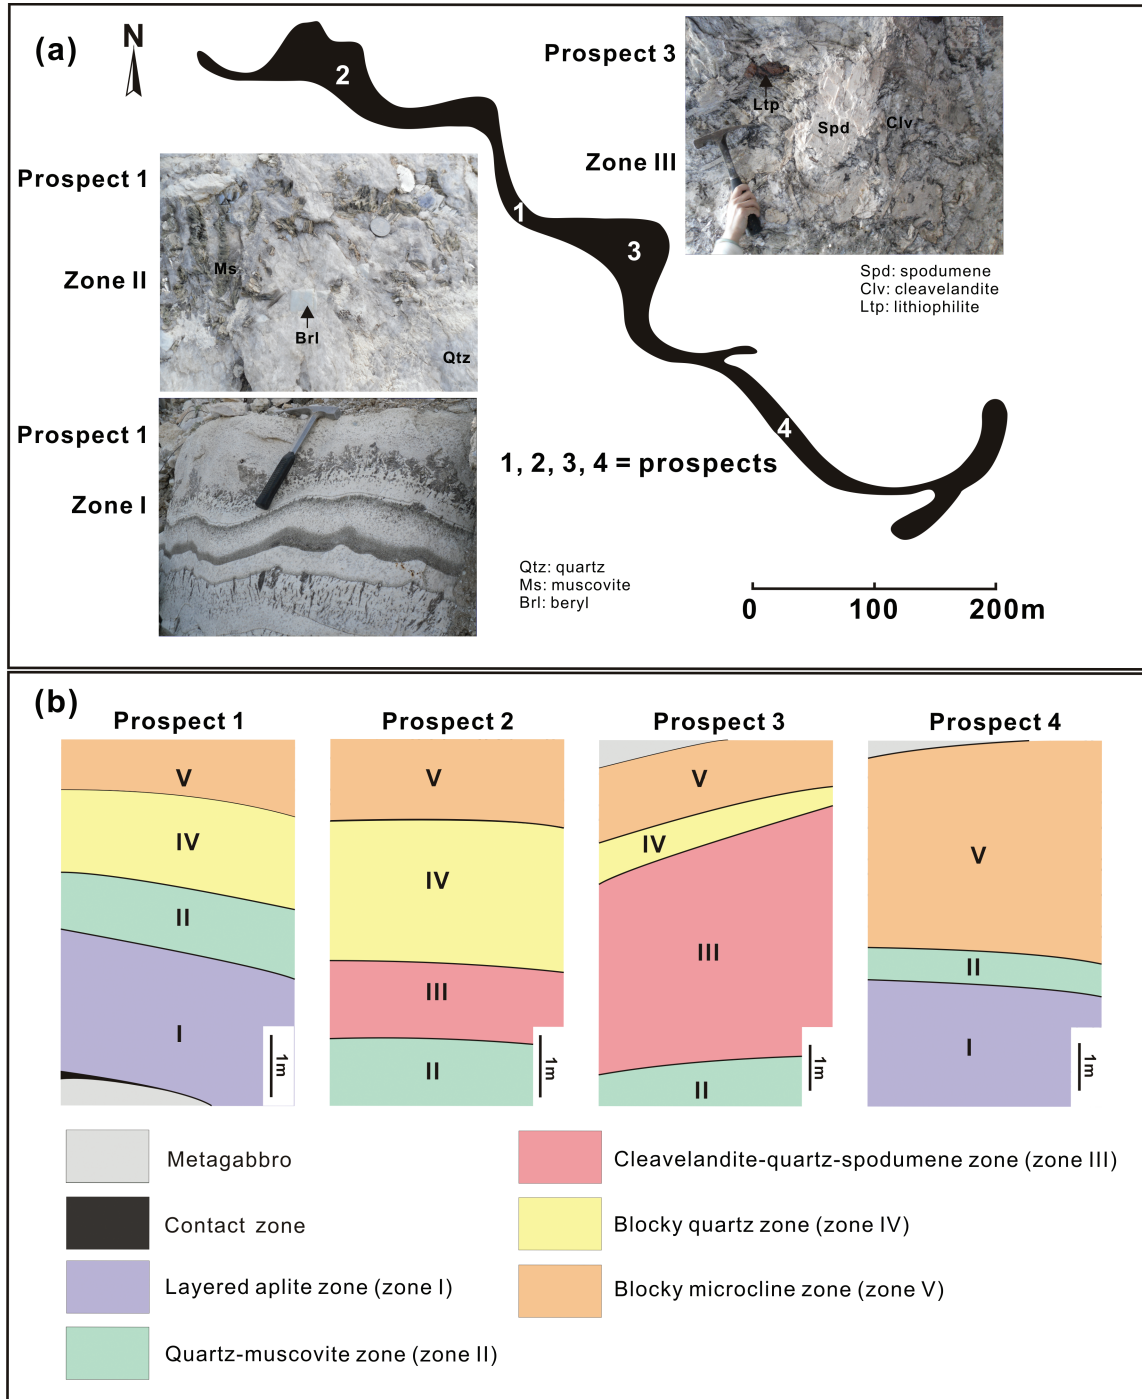 (a)
N
2
Prospect 3
Ltp
Spd
Clv
Zone III
Prospect 1
Zone II
Ms
Brl
Qtz
1
3
Spd: spodumene
Clv: cleavelandite
Ltp: lithiophilite
Prospect 1
Zone I
4
1, 2, 3, 4 = prospects
Qtz: quartz
Ms: muscovite
Brl: beryl
0 100 200m
(b)
Prospect 1 Prospect 2 Prospect 3 Prospect 4
V
IV
II
I
1m
V
IV
III
II
1m
V
IV
III
II
1m
V
II
I
1m
Metagabbro
Contact zone
Layered aplite zone (zone I)
Quartz-muscovite zone (zone II)
Cleavelandite-quartz-spodumene zone (zone III)
Blocky quartz zone (zone IV)
Blocky microcline zone (zone V)